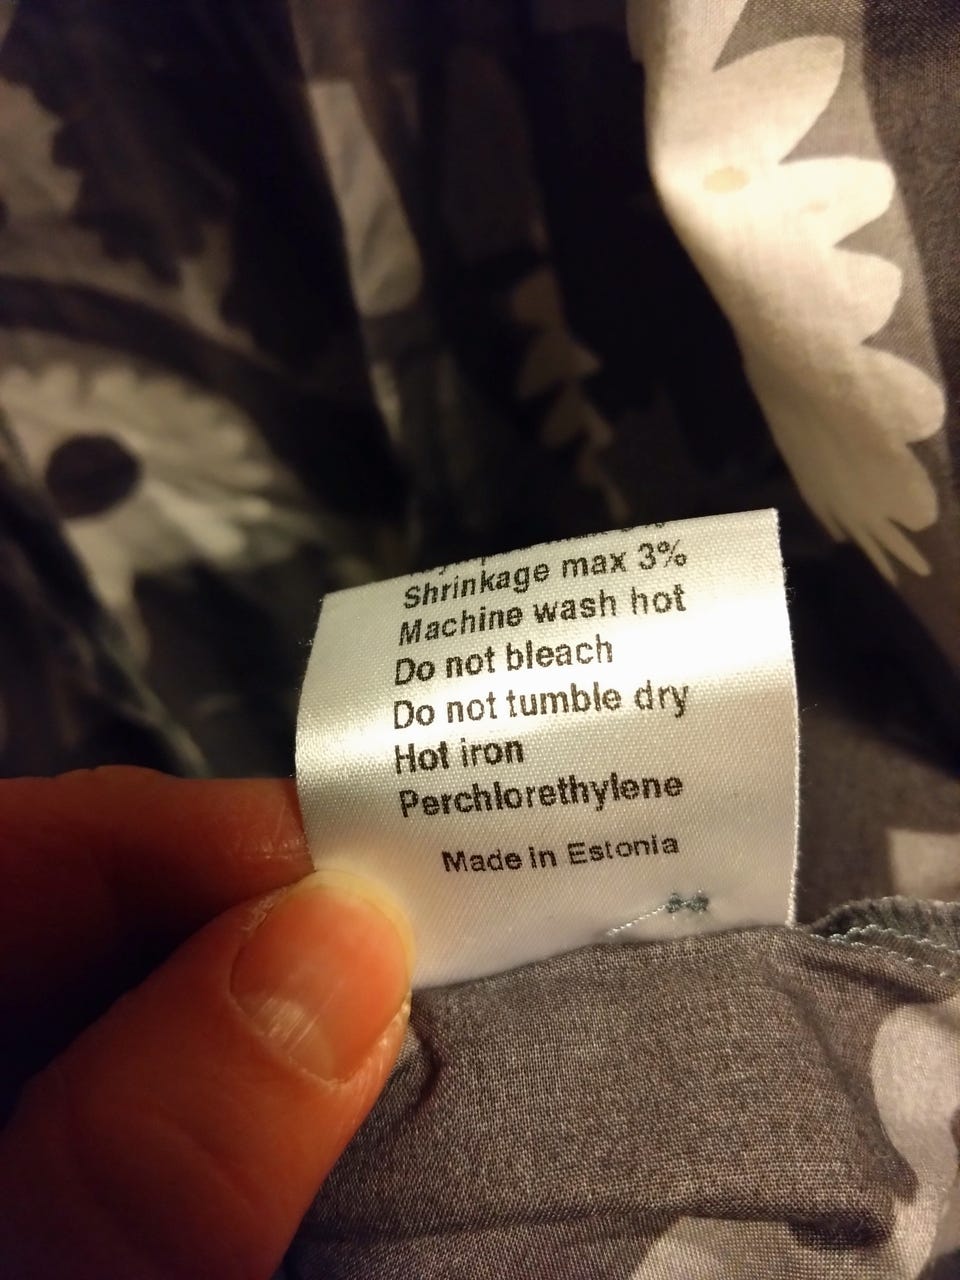 Shrinkage max 3%
Machine wash hot
Do not bleach
Do not tumble dry
Hot iron
Perchlorethylene
Made in Estonia